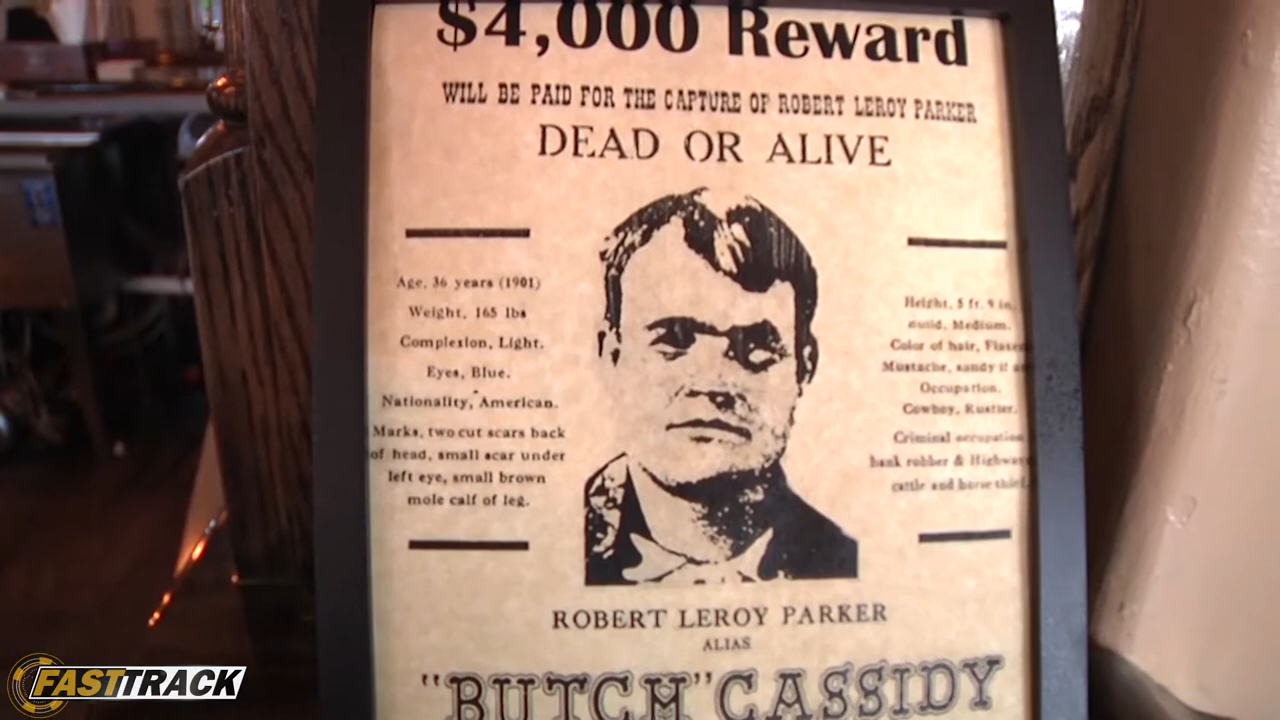 $4,000 Reward
WILL BE PAID FOR THE CAPTURE OF ROBERT LEROY PARKER
DEAD OR ALIVE
Age, 36 years (1901)
Weight, 165 lbs
Complexion, Light.
Eyes, Blue.
Nationality, American.
Marks, two cut scars back
of head, small scar under
left eye, small brown
mole calf of leg.
Height, 5 ft. 9 in.
Build, Medium.
Color of hair,
Mustache, sandy if
Occupation.
Cowboy, Rustler.
Criminal occupation
bank robber &
cattle and horse thief.
ROBERT LEROY PARKER
ALIAS
"BUTCH" CASSIDY
FASTTRACK